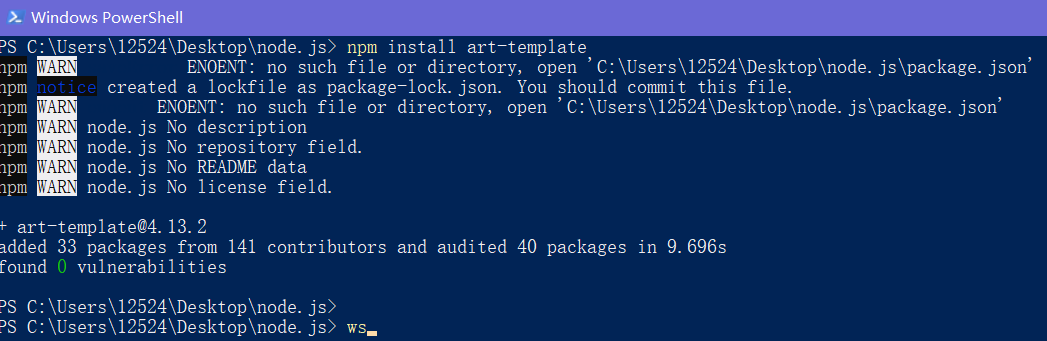 Windows PowerShell
PS C:\Users\12524\Desktop\node.js> npm install art-template
npm WARN ENOENT: no such file or directory, open 'C:\Users\12524\Desktop\node.js\package.json'
npm notice created a lockfile as package-lock.json. You should commit this file.
npm WARN ENOENT: no such file or directory, open 'C:\Users\12524\Desktop\node.js\package.json'
npm WARN node.js No description
npm WARN node.js No repository field.
npm WARN node.js No README data
npm WARN node.js No license field.
+ art-template@4.13.2
added 33 packages from 141 contributors and audited 40 packages in 9.696s
found 0 vulnerabilities
PS C:\Users\12524\Desktop\node.js>
PS C:\Users\12524\Desktop\node.js> ws